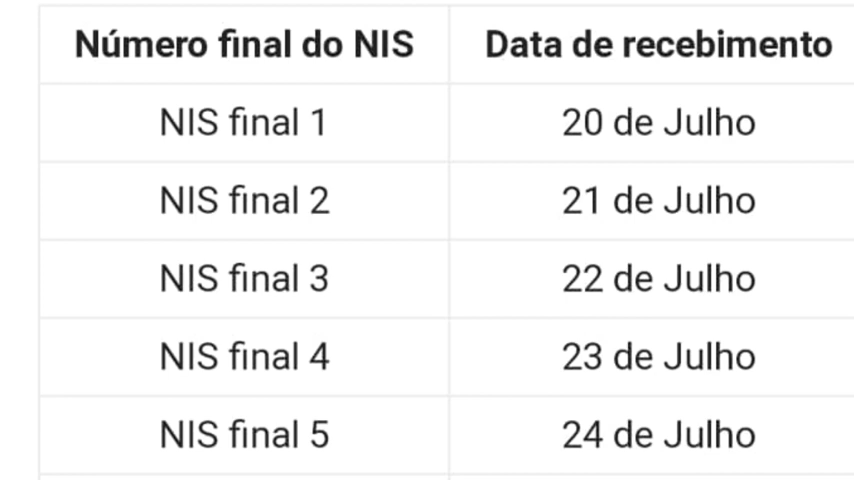 Número final do NIS Data de recebimento
NIS final 1 20 de Julho
NIS final 2 21 de Julho
NIS final 3 22 de Julho
NIS final 4 23 de Julho
NIS final 5 24 de Julho